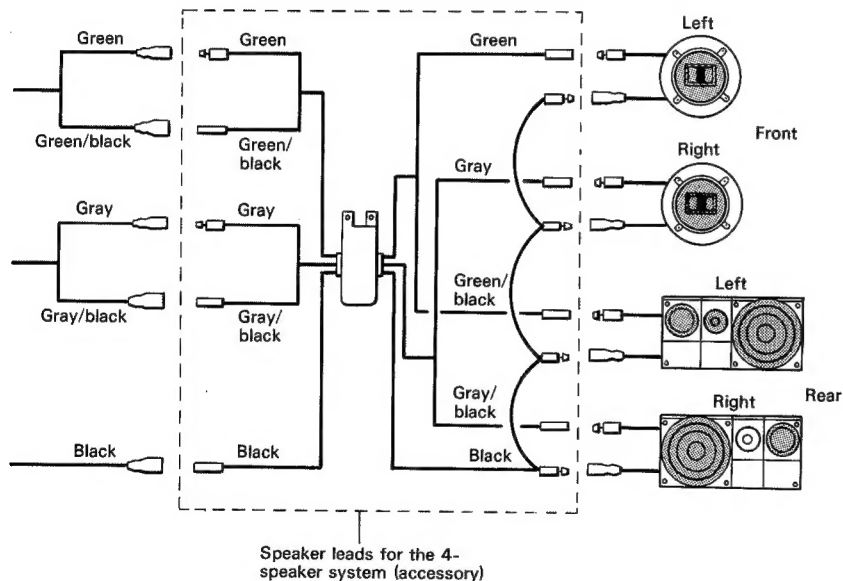 Left
Green
Green
Green
Green/black
Green/
black
Front
Right
Gray
Gray
Gray
Left
Green/
black
Gray/black
Gray/
black
Rear
Right
Gray/
black
Black
Black
Black
Speaker leads for the 4-
speaker system (accessory)